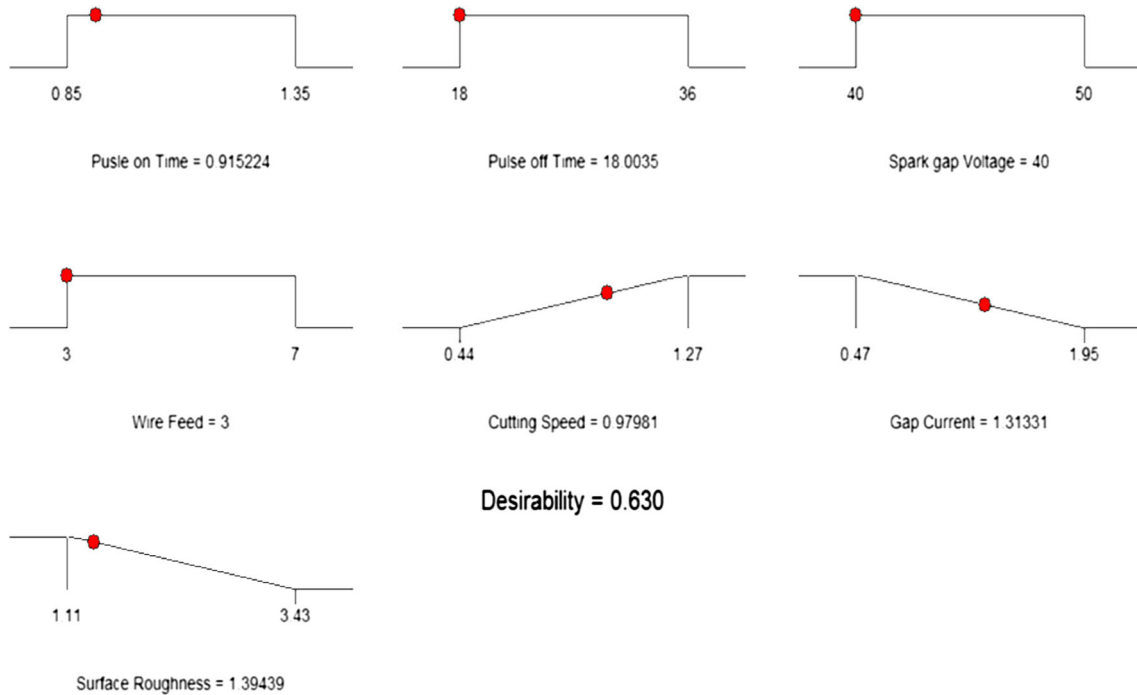 0.85 1.35 18 36 40 50
Pusle on Time = 0.915224 Pulse off Time = 18.0035 Spark gap Voltage = 40
3 7 0.44 1.27 0.47 1.95
Wire Feed = 3 Cutting Speed = 0.97981 Gap Current = 1.31331
Desirability = 0.630
1.11 3.43
Surface Roughness = 1.39439